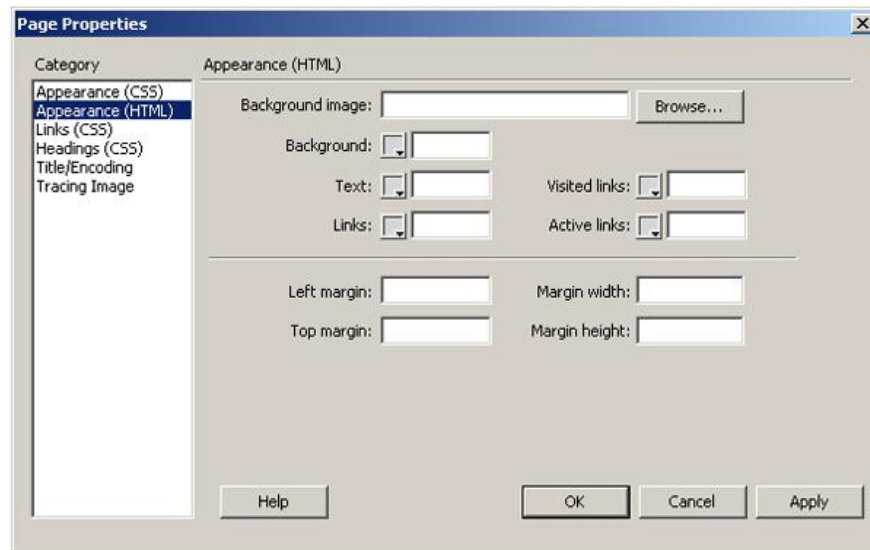 Page Properties
Category
Appearance (HTML)
Appearance (CSS)
Appearance (HTML)
Links (CSS)
Headings (CSS)
Title/Encoding
Tracing Image
Background image:
Browse...
Background:
Text:
Visited links:
Links:
Active links:
Left margin:
Margin width:
Top margin:
Margin height:
Help
OK
Cancel
Apply